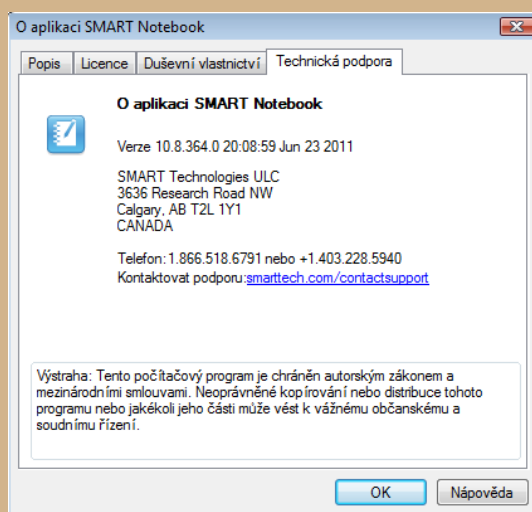 O aplikaci SMART Notebook
Popis Licence Duševní vlastnictví Technická podpora
O aplikaci SMART Notebook
Verze 10.8.364.0 20:08:59 Jun 23 2011
SMART Technologies ULC
3636 Research Road NW
Calgary, AB T2L 1Y1
CANADA
Telefon: 1.866.518.6791 nebo +1.403.228.5940
Kontaktovat podporu:smarttech.com/contactsupport
Výstraha: Tento počítačový program je chráněn autorským zákonem a
mezinárodními smlouvami. Neoprávněné kopírování nebo distribuce tohoto
programu nebo jakékoli jeho části může vést k vážnému občanskému a
soudnímu řízení.
OK Nápověda